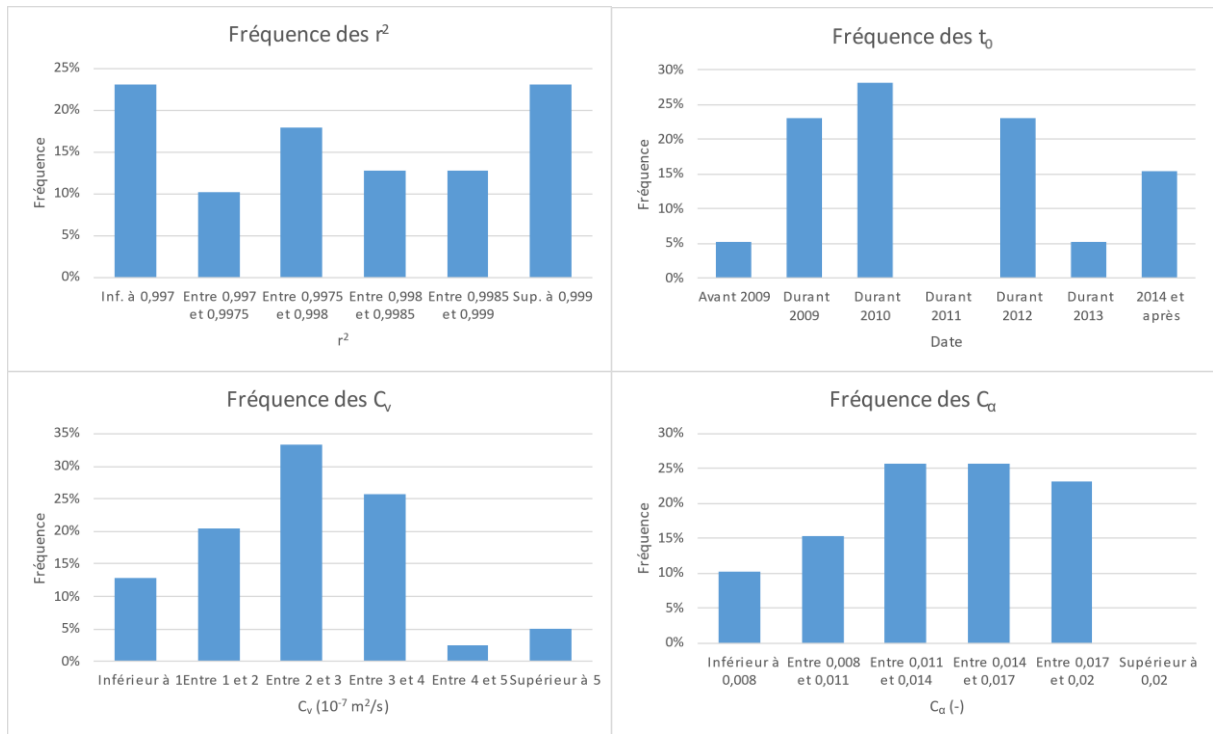 Fréquence des r²
25%
20%
15%
10%
5%
0%
Fréquence
Inf. à 0,997 Entre 0,997 Entre 0,9975 Entre 0,998 Entre 0,9985 Sup. à 0,999
et 0,9975 et 0,998 et 0,9985 et 0,999
r²
Fréquence des t₀
30%
25%
20%
15%
10%
5%
0%
Fréquence
Avant 2009 Durant Durant Durant Durant Durant 2014 et
2009 2010 2011 2012 2013 après
Date
Fréquence des Cᵥ
35%
30%
25%
20%
15%
10%
5%
0%
Fréquence
Inférieur à 1 Entre 1 et 2 Entre 2 et 3 Entre 3 et 4 Entre 4 et 5 Supérieur à 5
Cᵥ (10⁻⁷ m²/s)
Fréquence des Cα
30%
25%
20%
15%
10%
5%
0%
Fréquence
Inférieur à Entre 0,008 Entre 0,011 Entre 0,014 Entre 0,017 Supérieur à
0,008 et 0,011 et 0,014 et 0,017 et 0,02 0,02
Cα (-)